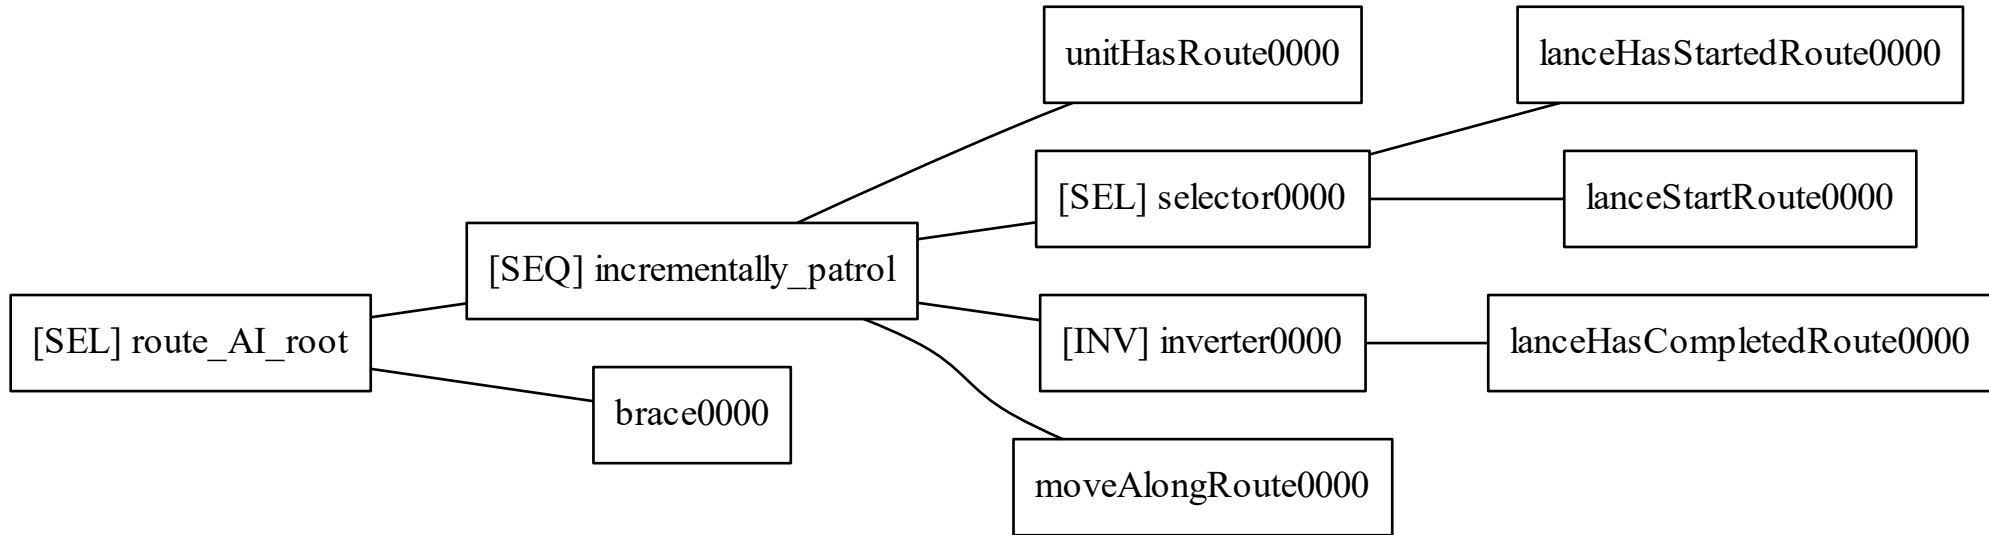 unitHasRoute0000
lanceHasStartedRoute0000
[SEL] selector0000
lanceStartRoute0000
[SEQ] incrementally_patrol
[SEL] route_AI_root
[INV] inverter0000
lanceHasCompletedRoute0000
brace0000
moveAlongRoute0000